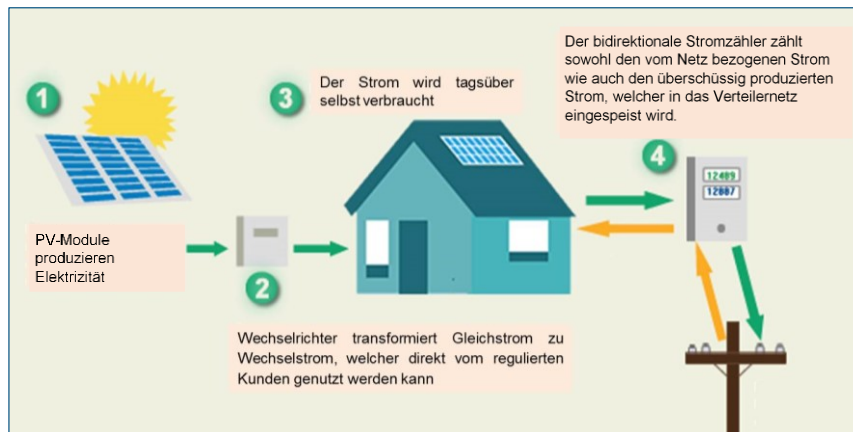 1
PV-Module
produzieren
Elektrizität
2
Wechselrichter transformiert Gleichstrom zu
Wechselstrom, welcher direkt vom regulierten
Kunden genutzt werden kann
3
Der Strom wird tagsüber
selbst verbraucht
4
Der bidirektionale Stromzähler zählt
sowohl den vom Netz bezogenen Strom
wie auch den überschüssig produzierten
Strom, welcher in das Verteilernetz
eingespeist wird.
12489
12887